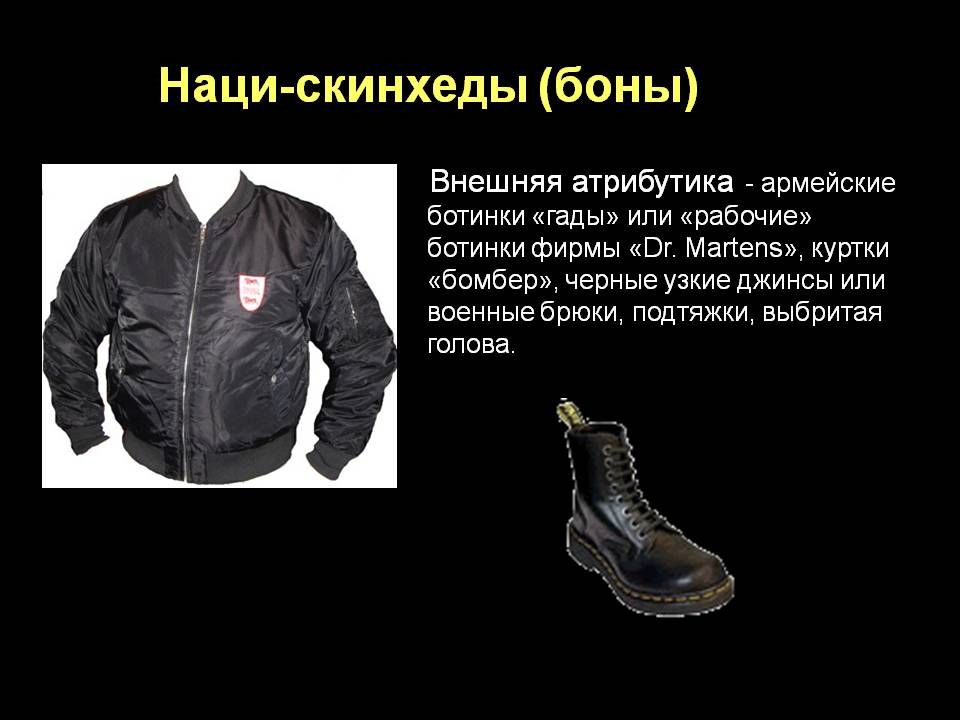 Наци-скинхеды (боны)
Внешняя атрибутика - армейские
ботинки «гады» или «рабочие»
ботинки фирмы «Dr. Martens», куртки
«бомбер», черные узкие джинсы или
военные брюки, подтяжки, выбритая
голова.